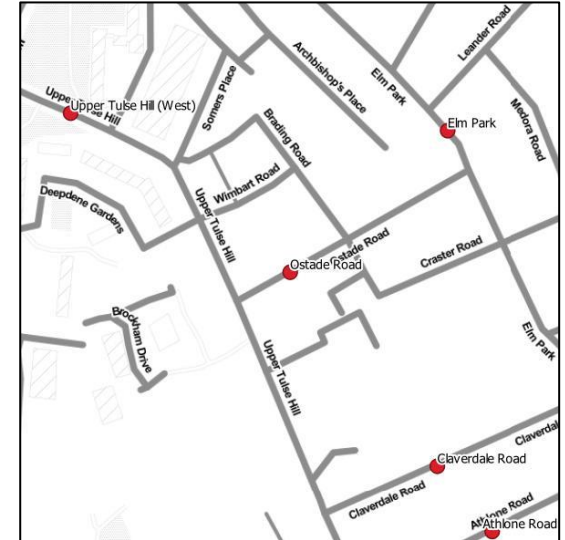 Leander Road
Archbishop's Place
Elm Park
Upper Tulse Hill
Upper Tulse Hill (West)
Somers Place
Medora Road
Brading Road
Elm Park
Wimbart Road
Deepdene Gardens
Upper Tulse Hill
Ostade Road
Ostade Road
Craster Road
Brockham Drive
Elm Park
Upper Tulse Hill
Claverdale Road
Claverdale Road
Athlone Road
Athlone Road